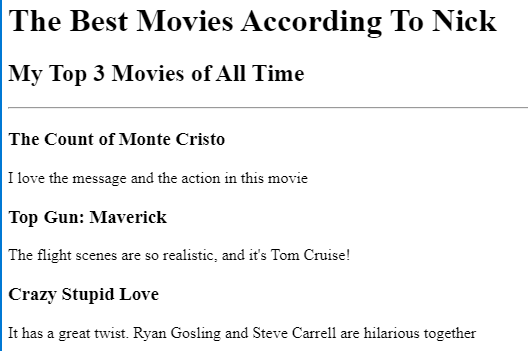 The Best Movies According To Nick
My Top 3 Movies of All Time
The Count of Monte Cristo
I love the message and the action in this movie
Top Gun: Maverick
The flight scenes are so realistic, and it's Tom Cruise!
Crazy Stupid Love
It has a great twist. Ryan Gosling and Steve Carrell are hilarious together